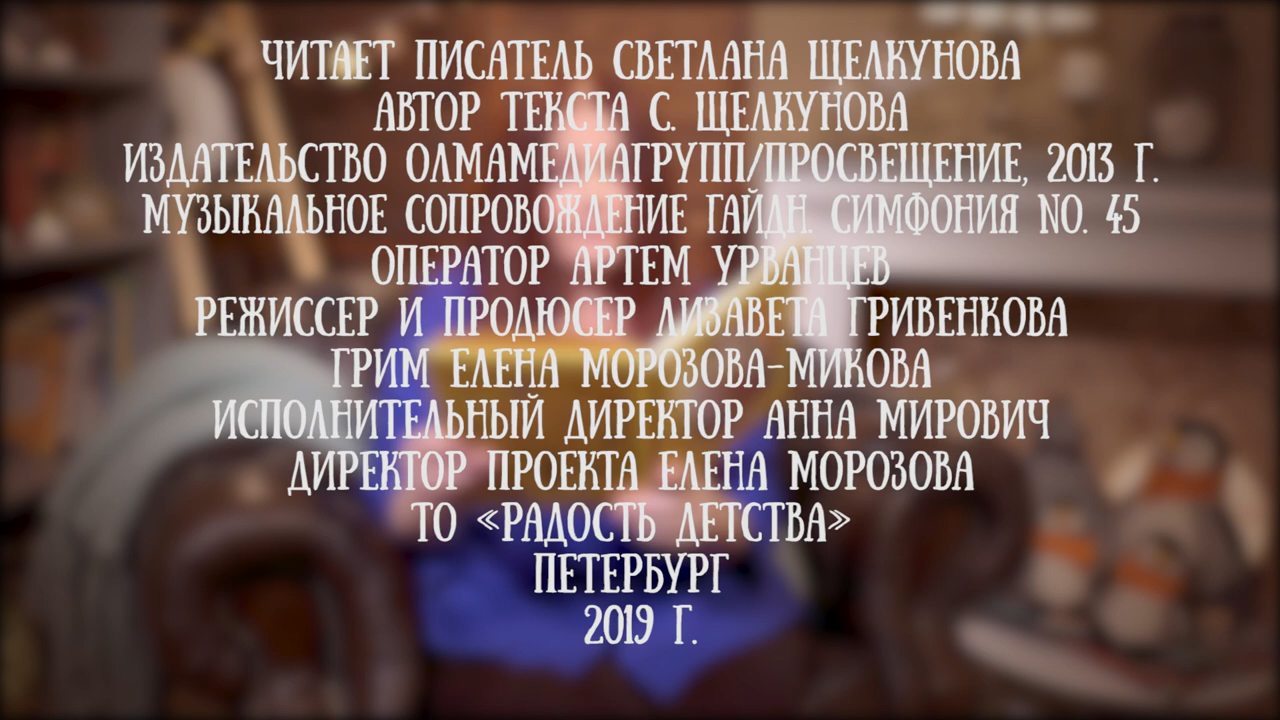 ЧИТАЕТ ПИСАТЕЛЬ СВЕТЛАНА ЩЕЛКУНОВА
АВТОР ТЕКСТА С. ЩЕЛКУНОВА
ИЗДАТЕЛЬСТВО ОЛМАМЕДИАГРУПП/ПРОСВЕЩЕНИЕ, 2013 Г.
МУЗЫКАЛЬНОЕ СОПРОВОЖДЕНИЕ ГАЙДН. СИМФОНИЯ NO. 45
ОПЕРАТОР АРТЕМ УРВАНЦЕВ
РЕЖИССЕР И ПРОДЮСЕР ЛИЗАВЕТА ГРИВЕНКОВА
ГРИМ ЕЛЕНА МОРОЗОВА-МИКОВА
ИСПОЛНИТЕЛЬНЫЙ ДИРЕКТОР АННА МИРОВИЧ
ДИРЕКТОР ПРОЕКТА ЕЛЕНА МОРОЗОВА
ТО «РАДОСТЬ ДЕТСТВА»
ПЕТЕРБУРГ
2019 Г.